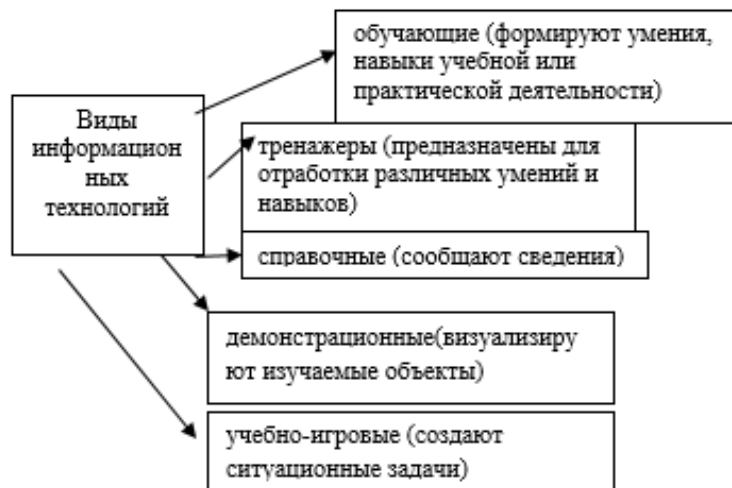 обучающие (формируют умения,
навыки учебной или
практической деятельности)
Виды
информацион
ных
технологий
тренажеры (предназначены для
отработки различных умений и
навыков)
справочные (сообщают сведения)
демонстрационные(визуализиру
ют изучаемые объекты)
учебно-игровые (создают
ситуационные задачи)